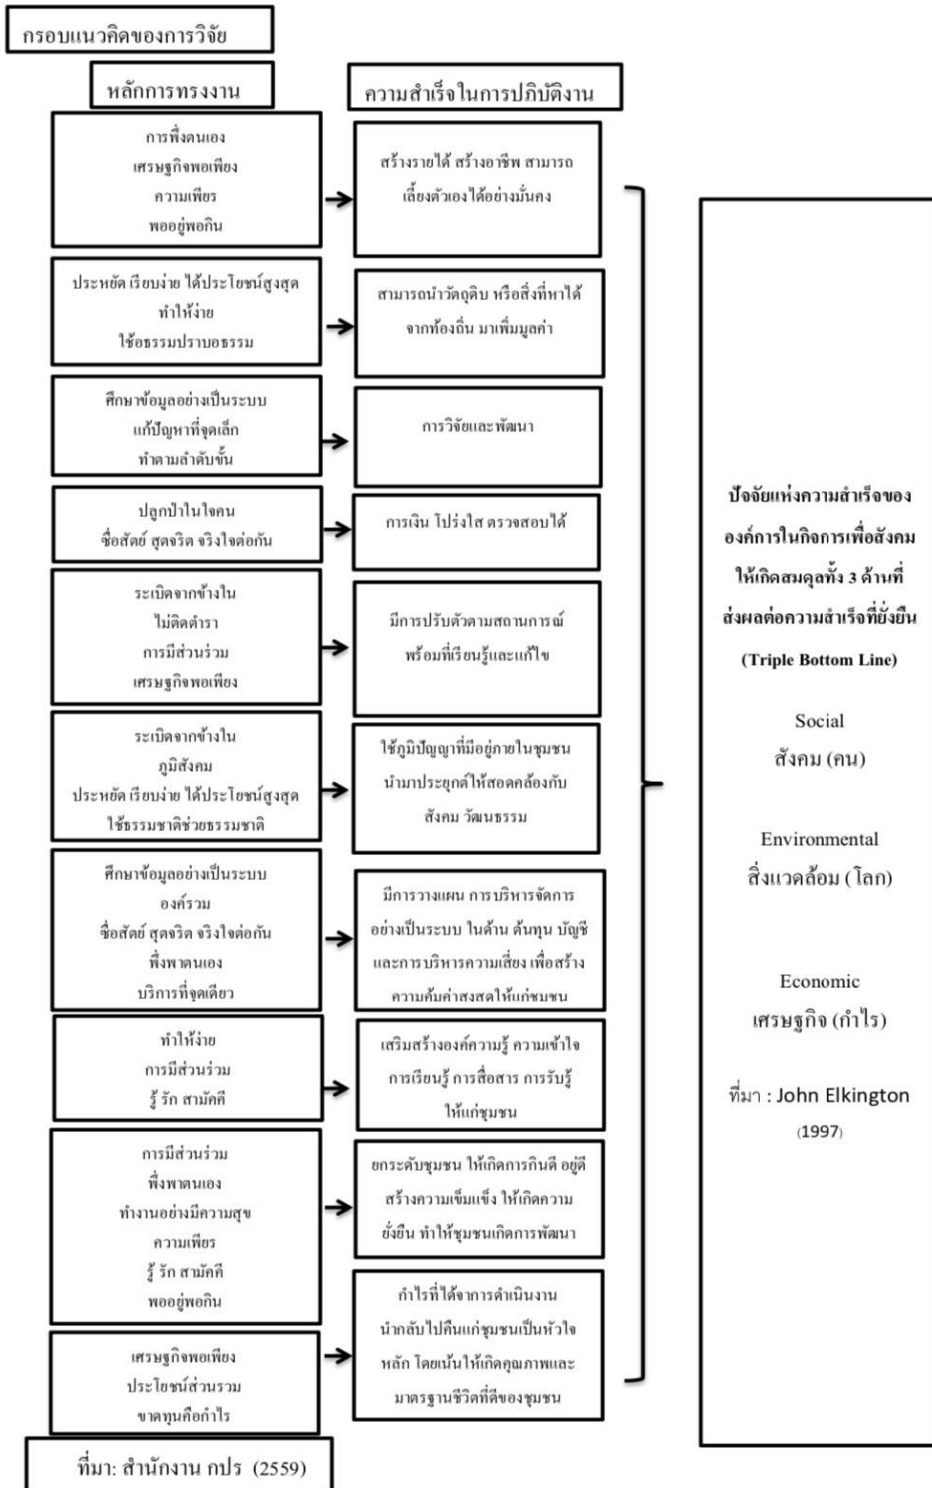 กรอบแนวคิดของการวิจัย
หลักการทรงงาน
ความสำเร็จในการปฏิบัติงาน
การพึ่งตนเอง
เศรษฐกิจพอเพียง
ความเพียร
พออยู่พอกิน
สร้างรายได้ สร้างอาชีพ สามารถ
เลี้ยงตัวเองได้อย่างมั่นคง
ประหยัด เรียบง่าย ได้ประโยชน์สูงสุด
ทำให้ง่าย
ใช้อธรรมปราบอธรรม
สามารถนำวัตถุดิบ หรือสิ่งที่หาได้
จากท้องถิ่น มาเพิ่มมูลค่า
ศึกษาข้อมูลอย่างเป็นระบบ
แก้ปัญหาที่จุดเล็ก
ทำตามลำดับขั้น
การวิจัยและพัฒนา
ปลูกป่าในใจคน
ซื่อสัตย์ สุตจริต จริงใจต่อกัน
การเงิน โปร่งใส ตรวจสอบได้
ระเบิดจากข้างใน
ไม่ติดตำรา
การมีส่วนร่วม
เศรษฐกิจพอเพียง
มีการปรับตัวตามสถานการณ์
พร้อมที่เรียนรู้และแก้ไข
ระเบิดจากข้างใน
ภูมิสังคม
ประหยัด เรียบง่าย ได้ประโยชน์สูงสุด
ใช้ธรรมชาติช่วยธรรมชาติ
ใช้ภูมิปัญญาที่มีอยู่ภายในชุมชน
นำมาประยุกต์ให้สอดคล้องกับ
สังคม วัฒนธรรม
ศึกษาข้อมูลอย่างเป็นระบบ
องค์รวม
ซื่อสัตย์ สุตจริต จริงใจต่อกัน
พึ่งพาตนเอง
บริการที่จุดเดียว
มีการวางแผน การบริหารจัดการ
อย่างเป็นระบบ ในด้าน ต้นทุน บัญชี
และการบริหารความเสี่ยง เพื่อสร้าง
ความคุ้มค่าสงสดให้แก่ชุมชน
ทำให้ง่าย
การมีส่วนร่วม
รู้ รัก สามัคคี
เสริมสร้างองค์ความรู้ ความเข้าใจ
การเรียนรู้ การสื่อสาร การรับรู้
ให้แก่ชุมชน
การมีส่วนร่วม
พึ่งพาตนเอง
ทำงานอย่างมีความสุข
ความเพียร
รู้ รัก สามัคคี
พออยู่พอกิน
ยกระดับชุมชน ให้เกิดการกินดี อยู่ดี
สร้างความเข็มแข็ง ให้เกิดความ
ยั่งยืน ทำให้ชุมชนเกิดการพัฒนา
เศรษฐกิจพอเพียง
ประโยชน์ส่วนรวม
ขาดทุนคือกำไร
กำไรที่ได้จาการดำเนินงาน
นำกลับไปคืนแก่ชุมชนเป็นหัวใจ
หลัก โดยเน้นให้เกิดคุณภาพและ
มาตรฐานชีวิตที่ดีของชุมชน
ที่มา: สำนักงาน กปร (2559)
ปัจจัยแห่งความสำเร็จของ
องค์การในกิจการเพื่อสังคม
ให้เกิดสมดุลทั้ง 3 ด้านที่
ส่งผลต่อความสำเร็จที่ยั่งยืน
(Triple Bottom Line)
Social
สังคม (คน)
Environmental
สิ่งแวดล้อม (โลก)
Economic
เศรษฐกิจ (กำไร)
ที่มา : John Elkington
(1997)